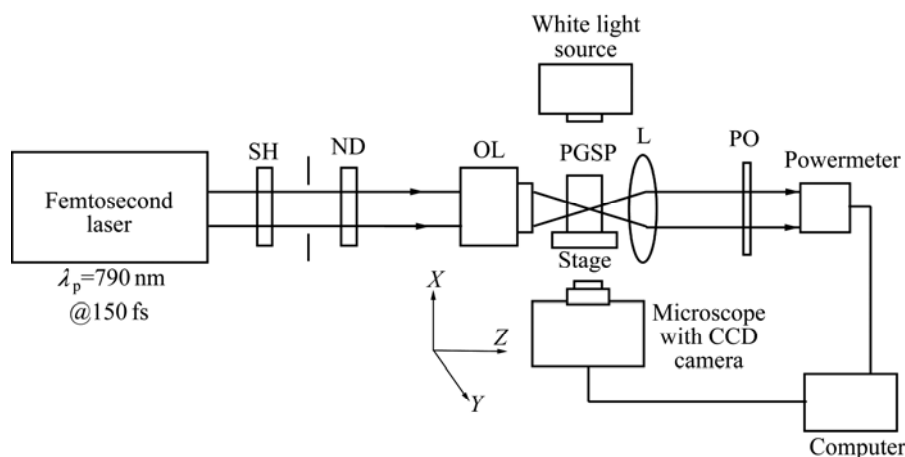 White light
source
SH
ND
OL
PGSP
L
PO
Powermeter
Femtosecond
laser
λp=790 nm
@150 fs
Stage
X
Z
Y
Microscope
with CCD
camera
Computer